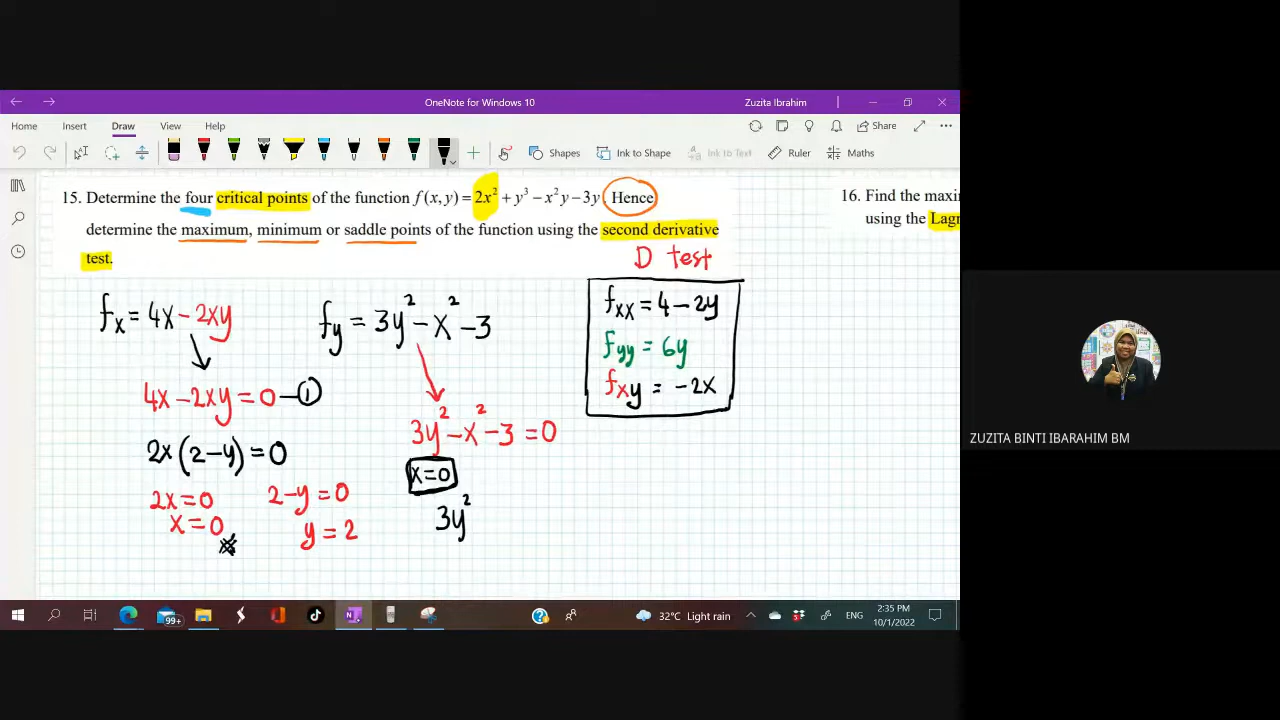 OneNote for Windows 10
Zuzita Ibrahim
Home Insert Draw View Help
Share
Shapes Ink to Shape Ink to Text Ruler Maths
15. Determine the four critical points of the function f(x, y) = 2x² + y³ − x²y − 3y Hence
determine the maximum, minimum or saddle points of the function using the second derivative
test.
16. Find the maxi
using the Lagr
D test
fx = 4x − 2xy
4x − 2xy = 0 — ①
2x(2−y) = 0
2x = 0
x = 0
2−y = 0
y = 2
fy = 3y² − x² − 3
3y² − x² − 3 = 0
x=0
3y²
fxx = 4 − 2y
fyy = 6y
fxy = −2x
ZUZITA BINTI IBARAHIM BM
99+
32°C Light rain
ENG
2:35 PM
10/1/2022